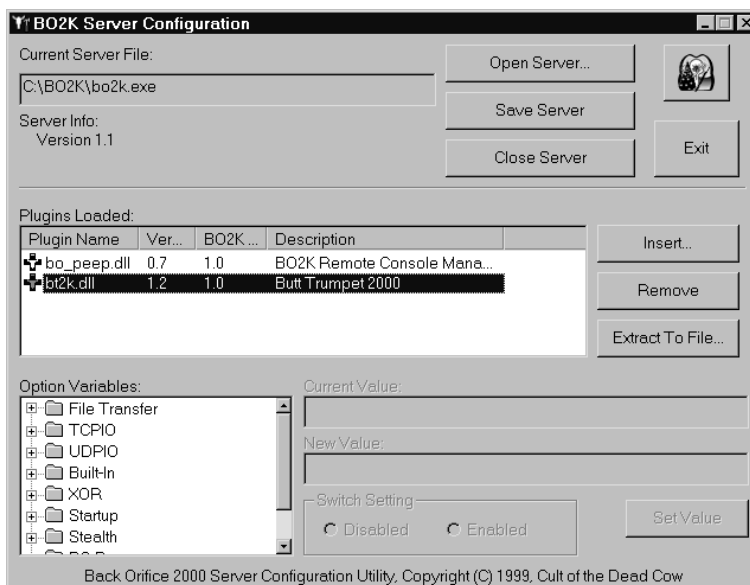 BO2K Server Configuration
Current Server File:
C:\BO2K\bo2k.exe
Server Info:
Version 1.1
Open Server...
Save Server
Close Server
Exit
Plugins Loaded:
Plugin Name Ver... BO2K ... Description
bo_peep.dll 0.7 1.0 BO2K Remote Console Mana...
bt2k.dll 1.2 1.0 Butt Trumpet 2000
Insert...
Remove
Extract To File...
Option Variables:
File Transfer
TCPIO
UDPIO
Built-In
XOR
Startup
Stealth
Current Value:
New Value:
Switch Setting
Disabled Enabled
Set Value
Back Orifice 2000 Server Configuration Utility, Copyright (C) 1999, Cult of the Dead Cow